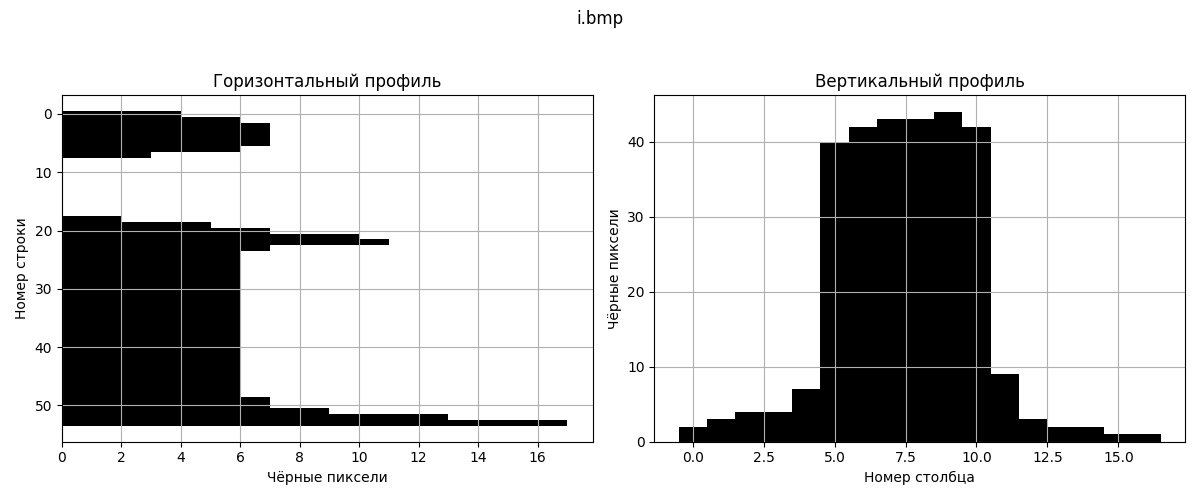 i.bmp
Горизонтальный профиль
0
10
20
30
40
50
Номер строки
0 2 4 6 8 10 12 14 16
Чёрные пиксели
Вертикальный профиль
40
30
20
10
0
Чёрные пиксели
0.0 2.5 5.0 7.5 10.0 12.5 15.0
Номер столбца